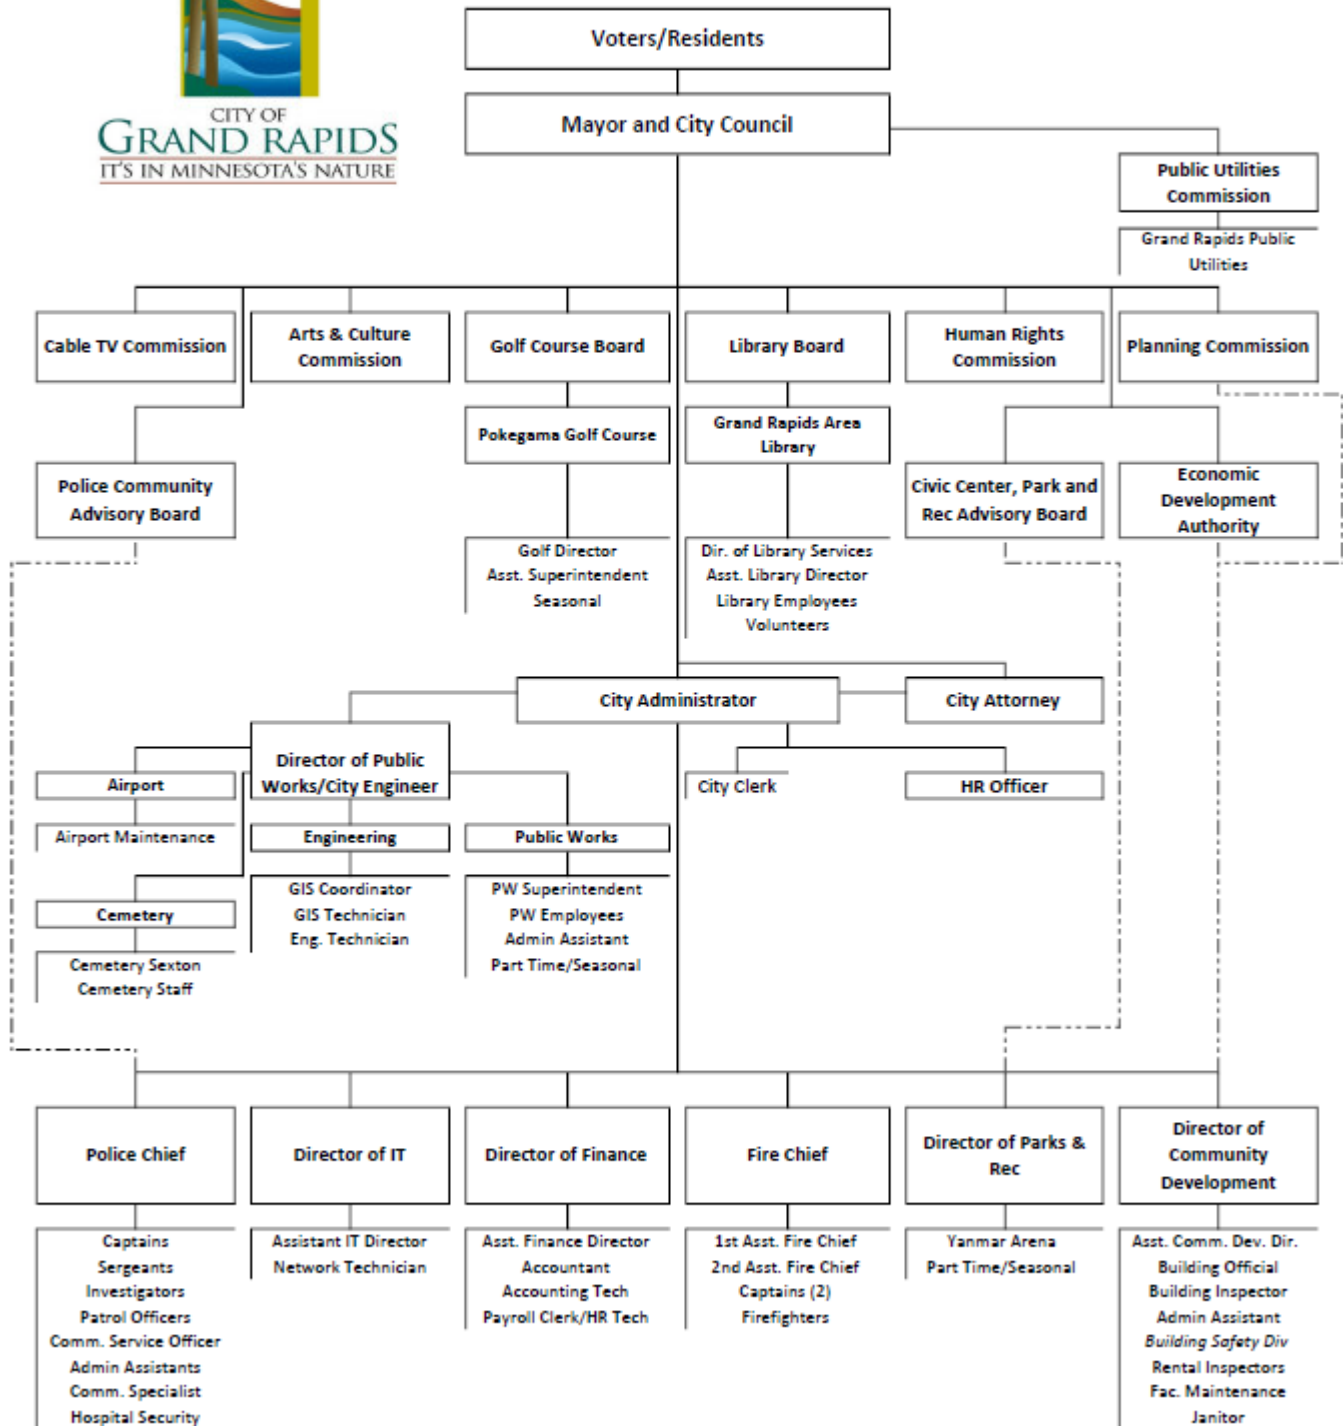 Voters/Residents
CITY OF
GRAND RAPIDS
IT'S IN MINNESOTA'S NATURE
Mayor and City Council
Public Utilities
Commission
Grand Rapids Public
Utilities
Cable TV Commission
Arts & Culture
Commission
Golf Course Board
Library Board
Human Rights
Commission
Planning Commission
Pokegama Golf Course
Grand Rapids Area
Library
Police Community
Advisory Board
Civic Center, Park and
Rec Advisory Board
Economic
Development
Authority
Golf Director
Asst. Superintendent
Seasonal
Dir. of Library Services
Asst. Library Director
Library Employees
Volunteers
City Administrator
City Attorney
Director of Public
Works/City Engineer
Airport
City Clerk
HR Officer
Airport Maintenance
Engineering
Public Works
GIS Coordinator
GIS Technician
Eng. Technician
PW Superintendent
PW Employees
Admin Assistant
Part Time/Seasonal
Cemetery
Cemetery Sexton
Cemetery Staff
Police Chief
Director of IT
Director of Finance
Fire Chief
Director of Parks &
Rec
Director of
Community
Development
Captains
Sergeants
Investigators
Patrol Officers
Comm. Service Officer
Admin Assistants
Comm. Specialist
Hospital Security
Assistant IT Director
Network Technician
Asst. Finance Director
Accountant
Accounting Tech
Payroll Clerk/HR Tech
1st Asst. Fire Chief
2nd Asst. Fire Chief
Captains (2)
Firefighters
Yanmar Arena
Part Time/Seasonal
Asst. Comm. Dev. Dir.
Building Official
Building Inspector
Admin Assistant
Building Safety Div
Rental Inspectors
Fac. Maintenance
Janitor